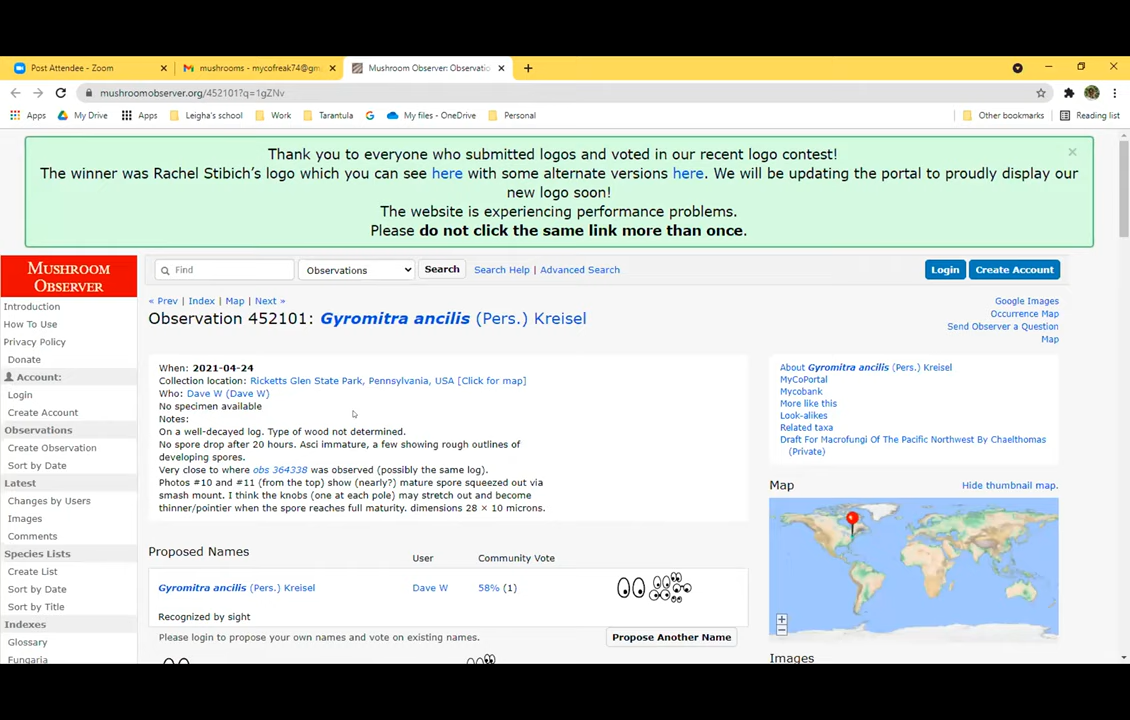 Post Attendee - Zoom
mushrooms - mycofreak74@gm
Mushroom Observer: Observatio
mushroomobserver.org/452101?q=1gZNv
Apps
My Drive
Apps
Leigha's school
Work
Tarantula
My files - OneDrive
Personal
Other bookmarks
Reading list
Thank you to everyone who submitted logos and voted in our recent logo contest!
The winner was Rachel Stibich's logo which you can see here with some alternate versions here. We will be updating the portal to proudly display our
new logo soon!
The website is experiencing performance problems.
Please do not click the same link more than once.
MUSHROOM
OBSERVER
Introduction
How To Use
Privacy Policy
Donate
Account:
Login
Create Account
Observations
Create Observation
Sort by Date
Latest
Changes by Users
Images
Comments
Species Lists
Create List
Sort by Date
Sort by Title
Indexes
Glossary
Fungaria
Find
Observations
Search
Search Help | Advanced Search
Login
Create Account
« Prev | Index | Map | Next »
Observation 452101: Gyromitra ancilis (Pers.) Kreisel
Google Images
Occurrence Map
Send Observer a Question
Map
When: 2021-04-24
Collection location: Ricketts Glen State Park, Pennsylvania, USA [Click for map]
Who: Dave W (Dave W)
No specimen available
Notes:
On a well-decayed log. Type of wood not determined.
No spore drop after 20 hours. Asci immature, a few showing rough outlines of
developing spores.
Very close to where obs 364338 was observed (possibly the same log).
Photos #10 and #11 (from the top) show (nearly?) mature spore squeezed out via
smash mount. I think the knobs (one at each pole) may stretch out and become
thinner/pointier when the spore reaches full maturity. dimensions 28 × 10 microns.
About Gyromitra ancilis (Pers.) Kreisel
MyCoPortal
Mycobank
More like this
Look-alikes
Related taxa
Draft For Macrofungi Of The Pacific Northwest By Chaelthomas
(Private)
Map
Hide thumbnail map.
+
−
Images
Proposed Names
User
Community Vote
Gyromitra ancilis (Pers.) Kreisel
Dave W
58% (1)
Recognized by sight
Please login to propose your own names and vote on existing names.
Propose Another Name